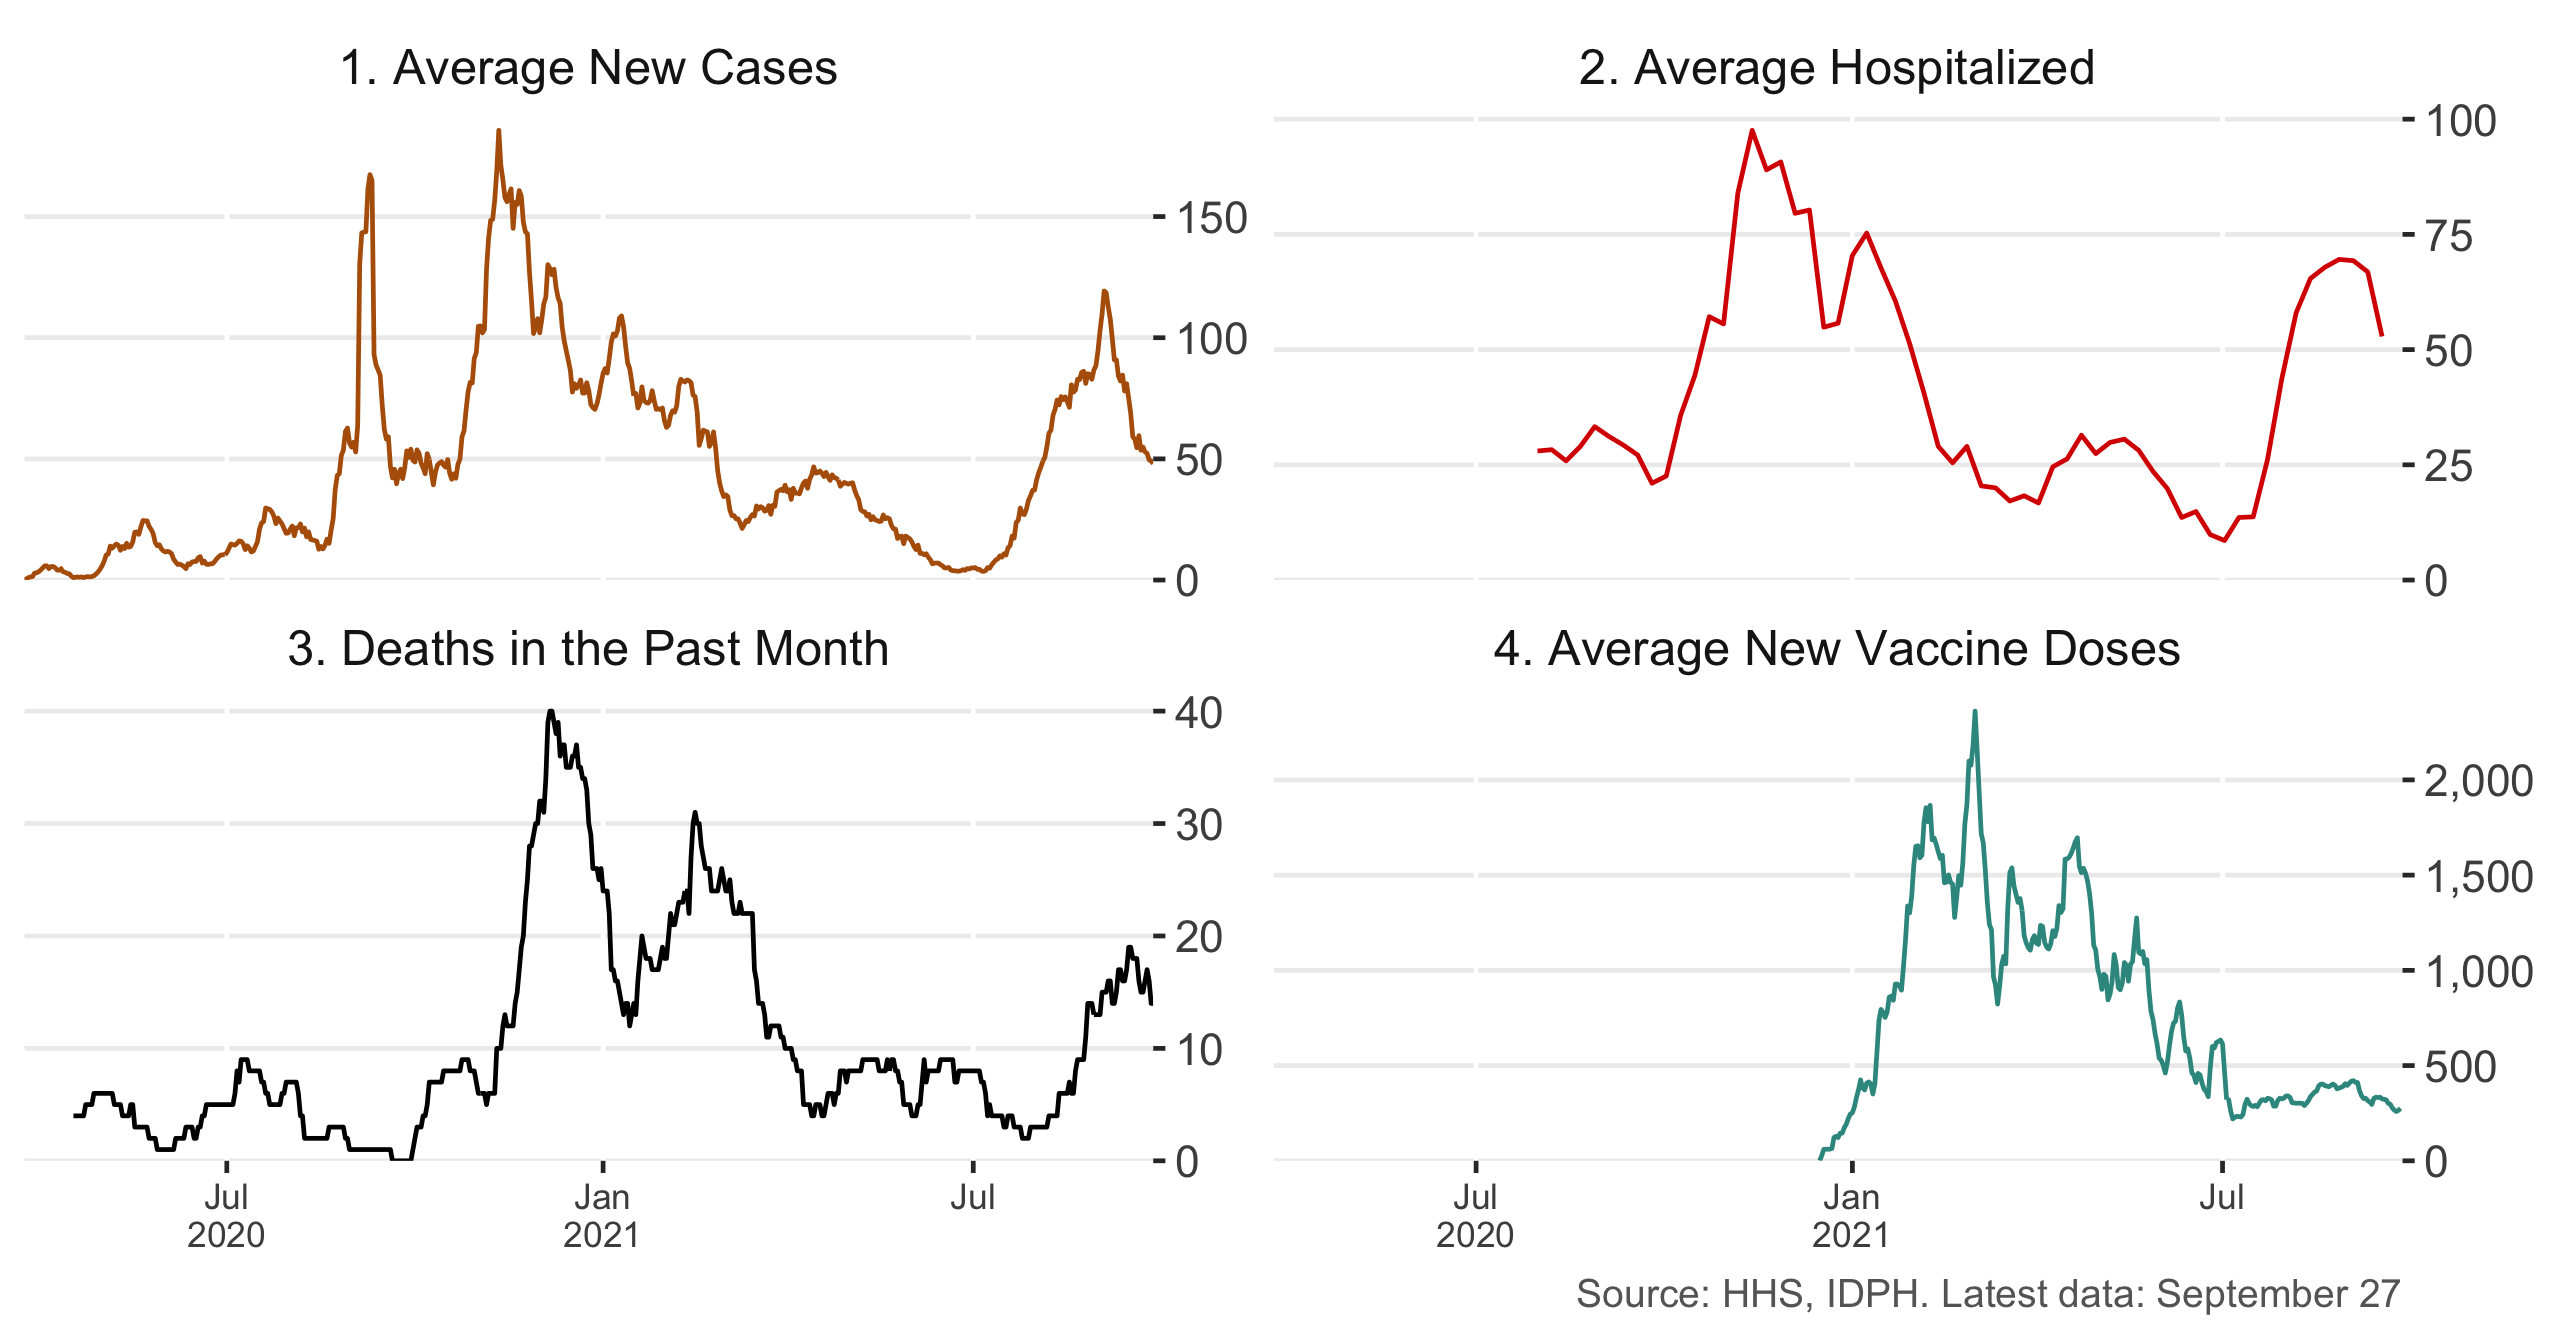 1. Average New Cases
150
100
50
0
2. Average Hospitalized
100
75
50
25
0
3. Deaths in the Past Month
40
30
20
10
0
Jul
2020
Jan
2021
Jul
4. Average New Vaccine Doses
2,000
1,500
1,000
500
0
Jul
2020
Jan
2021
Jul
Source: HHS, IDPH. Latest data: September 27